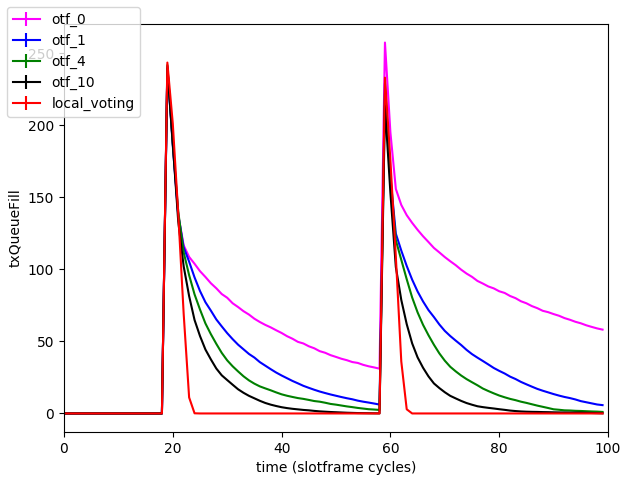 otf_0
otf_1
otf_4
otf_10
local_voting
250
200
150
100
50
0
txQueueFill
0 20 40 60 80 100
time (slotframe cycles)